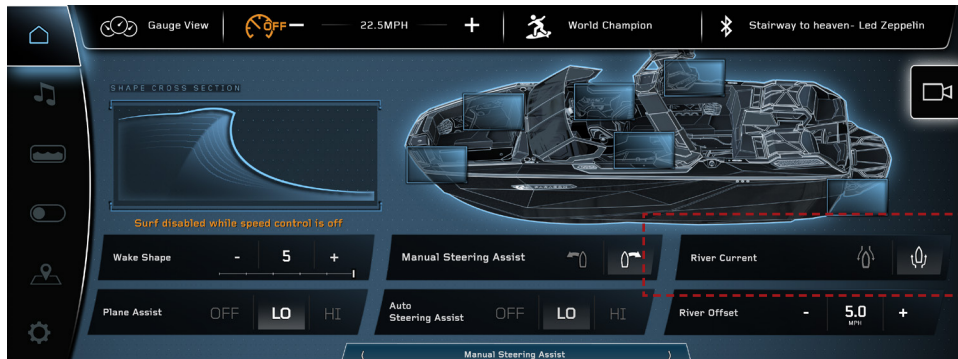 Gauge View
OFF
22.5MPH
+
World Champion
Stairway to heaven- Led Zeppelin
SHAPE CROSS SECTION
Surf disabled while speed control is off
Wake Shape - 5 +
Manual Steering Assist
River Current
Plane Assist OFF LO HI
Auto
Steering Assist OFF LO HI
River Offset - 5.0 +
MPH
Manual Steering Assist